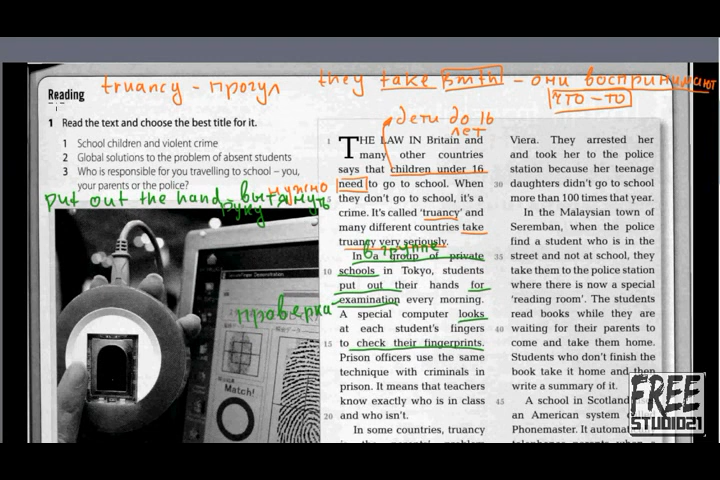 truancy - прогул
they take smth - они воспринимают
что-то
Reading
дети до 16
лет
1 Read the text and choose the best title for it.
1 School children and violent crime
2 Global solutions to the problem of absent students
3 Who is responsible for you travelling to school – you,
your parents or the police?
нужно
put out the hand - вытянуть
руку
в группе
проверка
1 THE LAW IN Britain and
many other countries
says that children under 16
need to go to school. When
5 they don't go to school, it's a
crime. It's called 'truancy' and
many different countries take
truancy very seriously.
In a group of private
10 schools in Tokyo, students
put out their hands for
examination every morning.
A special computer looks
at each student's fingers
15 to check their fingerprints.
Prison officers use the same
technique with criminals in
prison. It means that teachers
know exactly who is in class
20 and who isn't.
In some countries, truancy
Viera. They arrested her
and took her to the police
station because her teenage
30 daughters didn't go to school
more than 100 times that year.
In the Malaysian town of
Seremban, when the police
find a student who is in the
35 street and not at school, they
take them to the police station
where there is now a special
'reading room'. The students
read books while they are
40 waiting for their parents to
come and take them home.
Students who don't finish the
book take it home and then
write a summary of it.
45 A school in Scotland
an American system
Phonemaster. It automat
Match!
FREE
STUDIO21